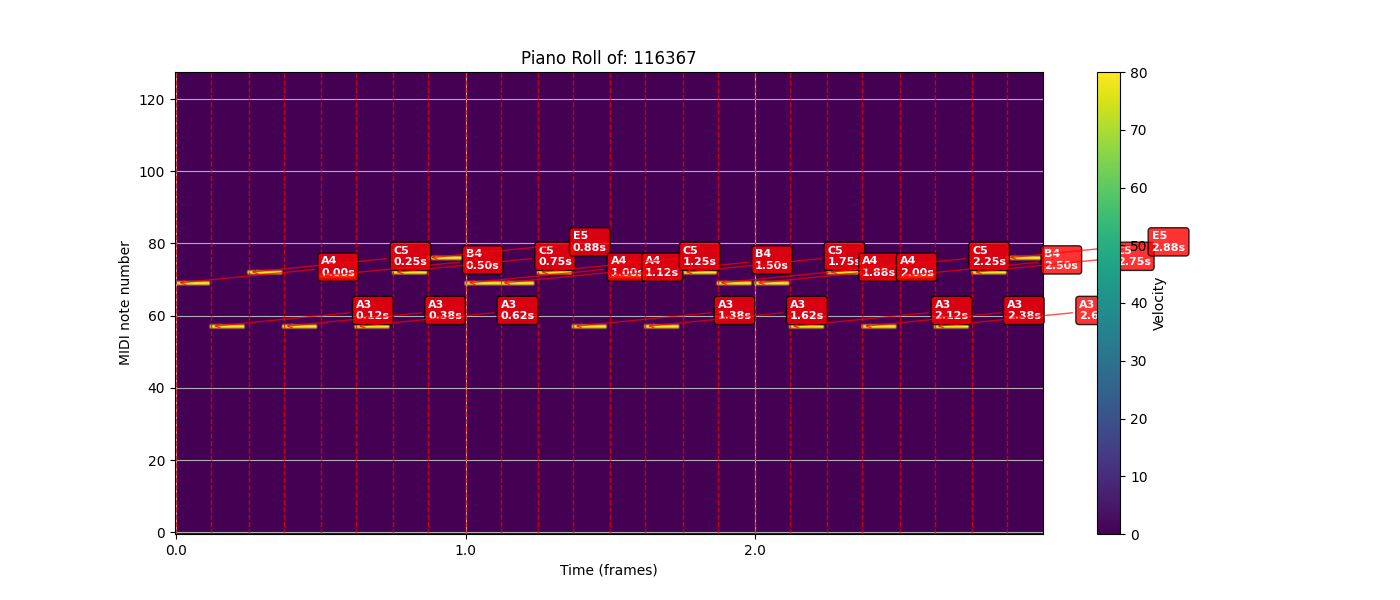 Piano Roll of: 116367
MIDI note number
120
100
80
60
40
20
0
A4
0.00s
A3
0.12s
C5
0.25s
A3
0.38s
B4
0.50s
A3
0.62s
C5
0.75s
E5
0.88s
A4
1.00s
A4
1.12s
C5
1.25s
A3
1.38s
B4
1.50s
A3
1.62s
C5
1.75s
A4
1.88s
A4
2.00s
A3
2.12s
C5
2.25s
A3
2.38s
B4
2.50s
A3
2.6
2.75s
E5
2.88s
0.0
1.0
2.0
Time (frames)
80
70
60
50
40
30
20
10
0
Velocity